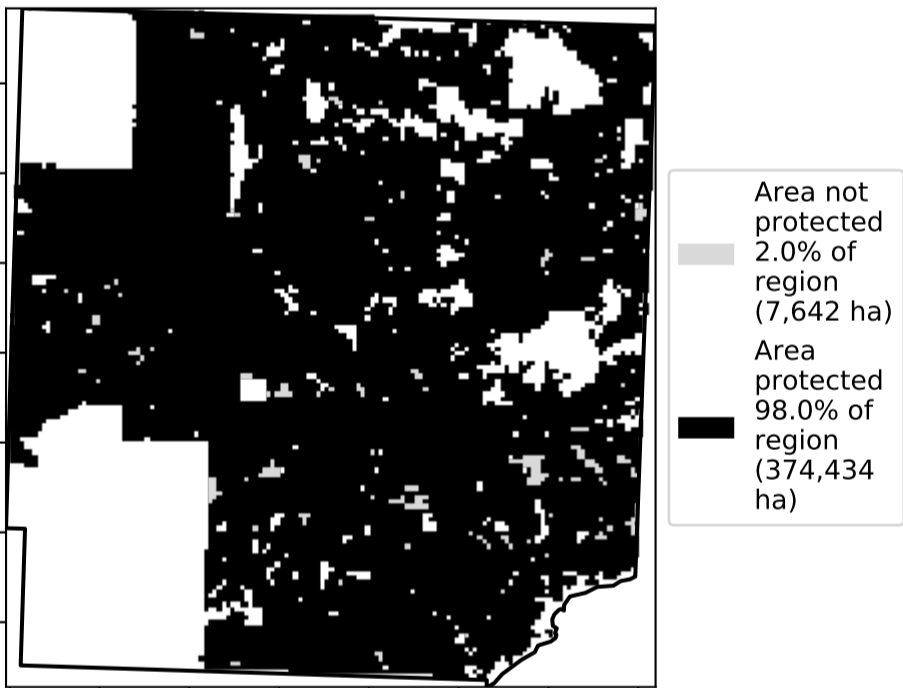 Area not
protected
2.0% of
region
(7,642 ha)
Area
protected
98.0% of
region
(374,434
ha)